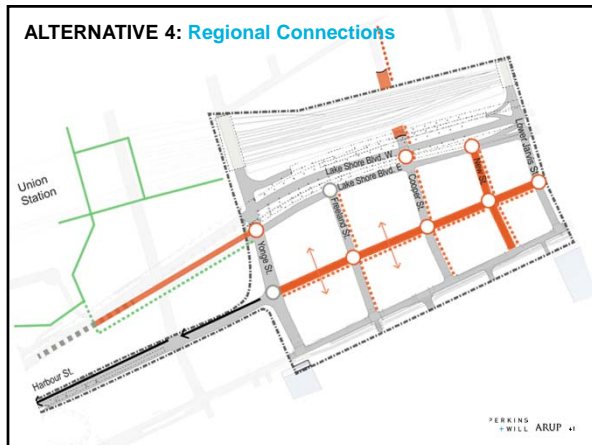 ALTERNATIVE 4: Regional Connections
Union
Station
Lake Shore Blvd. W.
Lake Shore Blvd. E.
Lower Jarvis St.
New St.
Cooper St.
Freeland St.
Yonge St.
Harbour St.
PERKINS
+WILL ARUP 41